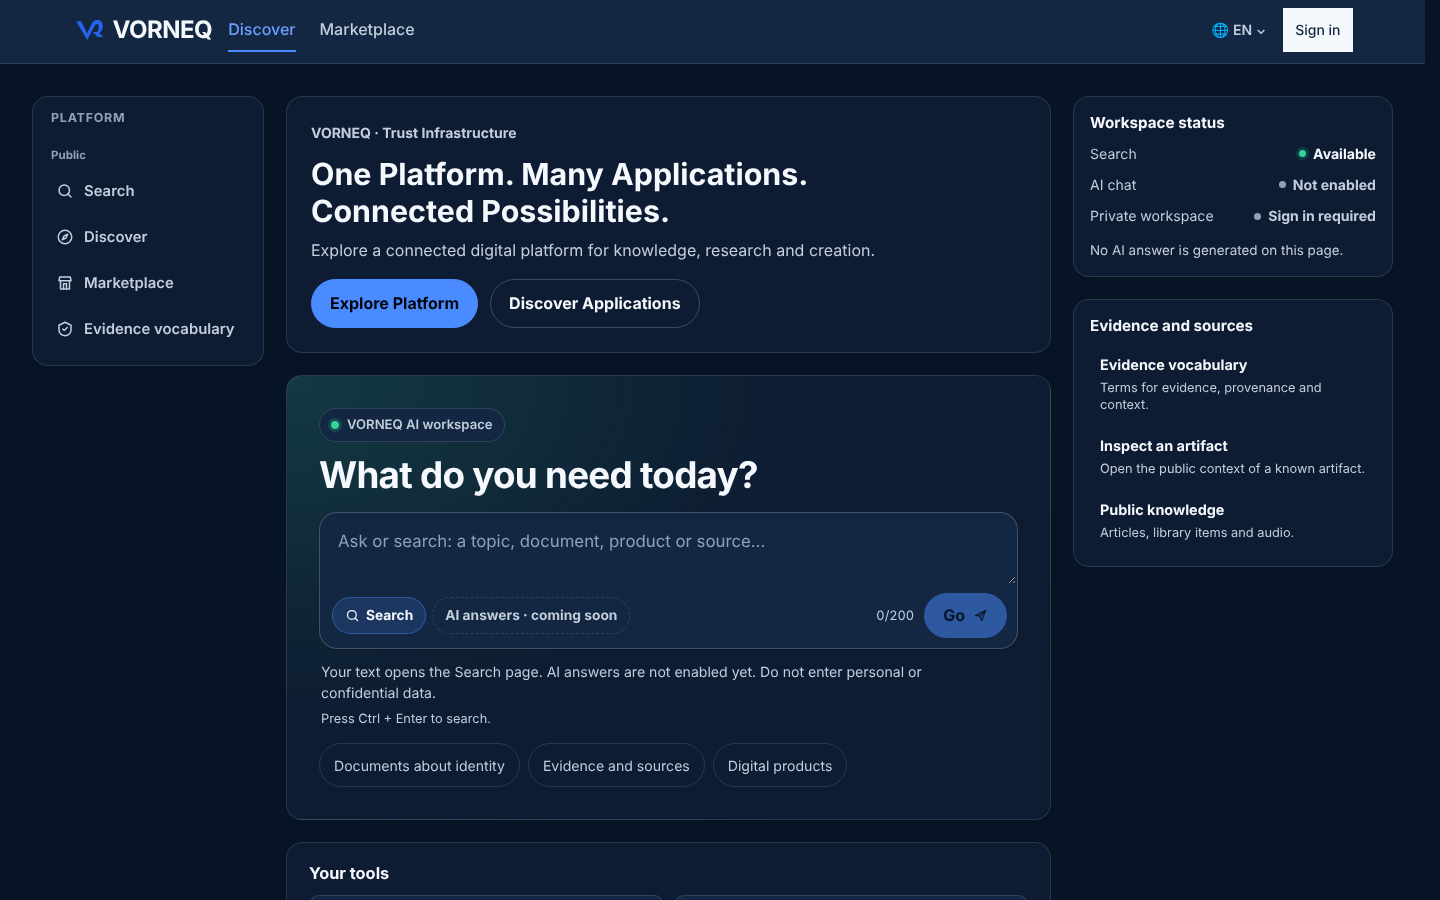 VORNEQ
Discover
Marketplace
EN
Sign in
PLATFORM
Public
Search
Discover
Marketplace
Evidence vocabulary
VORNEQ · Trust Infrastructure
One Platform. Many Applications.
Connected Possibilities.
Explore a connected digital platform for knowledge, research and creation.
Explore Platform
Discover Applications
VORNEQ AI workspace
What do you need today?
Ask or search: a topic, document, product or source...
Search
AI answers · coming soon
0/200
Go
Your text opens the Search page. AI answers are not enabled yet. Do not enter personal or
confidential data.
Press Ctrl + Enter to search.
Documents about identity
Evidence and sources
Digital products
Your tools
Workspace status
Search
Available
AI chat
Not enabled
Private workspace
Sign in required
No AI answer is generated on this page.
Evidence and sources
Evidence vocabulary
Terms for evidence, provenance and
context.
Inspect an artifact
Open the public context of a known artifact.
Public knowledge
Articles, library items and audio.